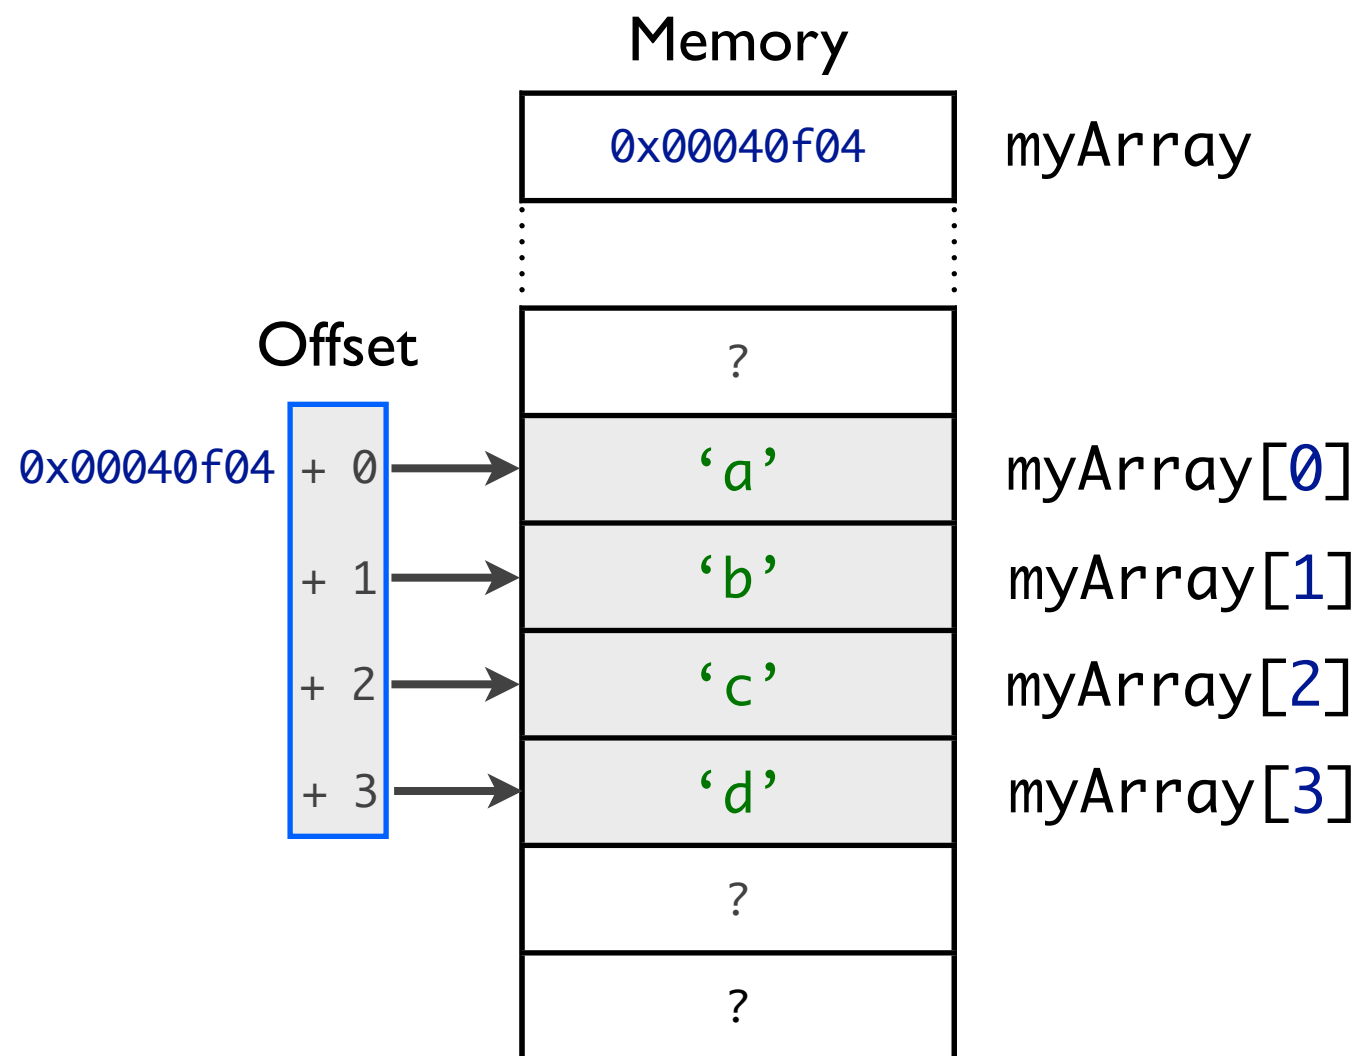 Memory
0x00040f04 myArray
?
Offset
0x00040f04 + 0 ‘a’ myArray[0]
+ 1 ‘b’ myArray[1]
+ 2 ‘c’ myArray[2]
+ 3 ‘d’ myArray[3]
?
?